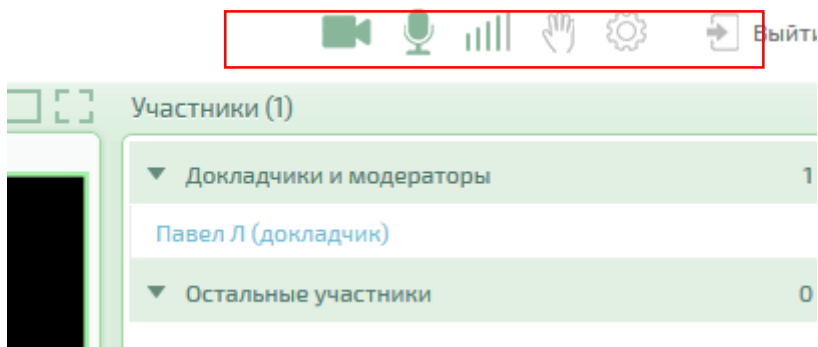 Выйти
Участники (1)
Докладчики и модераторы 1
Павел Л (докладчик)
Остальные участники 0